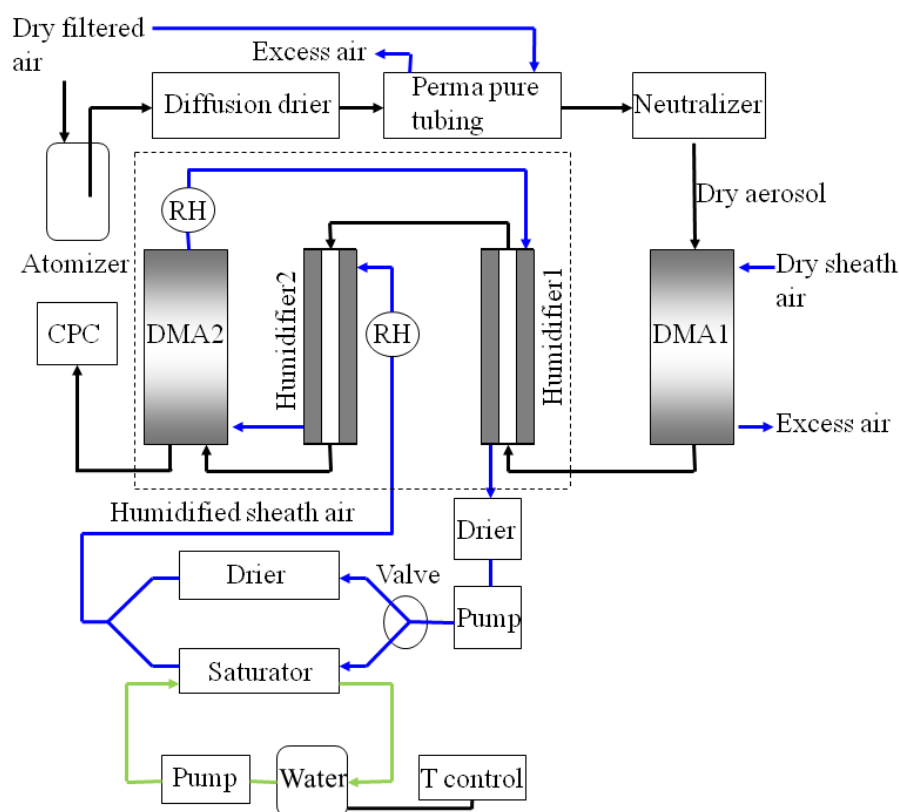 Dry filtered
air
Excess air
Diffusion drier
Perma pure
tubing
Neutralizer
Atomizer
RH
Dry aerosol
CPC
DMA2
Humidifier2
RH
Humidifier1
DMA1
Dry sheath
air
Excess air
Humidified sheath air
Drier
Drier
Valve
Pump
Saturator
Pump
Water
T control